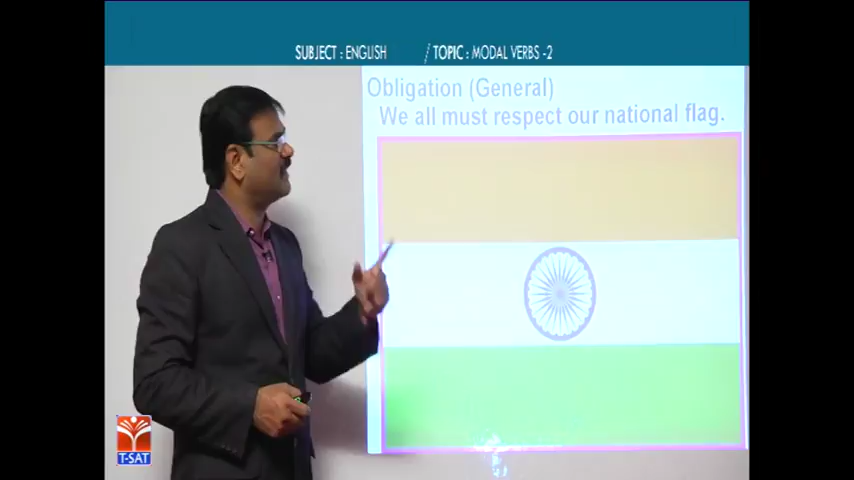 SUBJECT : ENGLISH / TOPIC : MODAL VERBS -2
Obligation (General)
We all must respect our national flag.
T-SAT